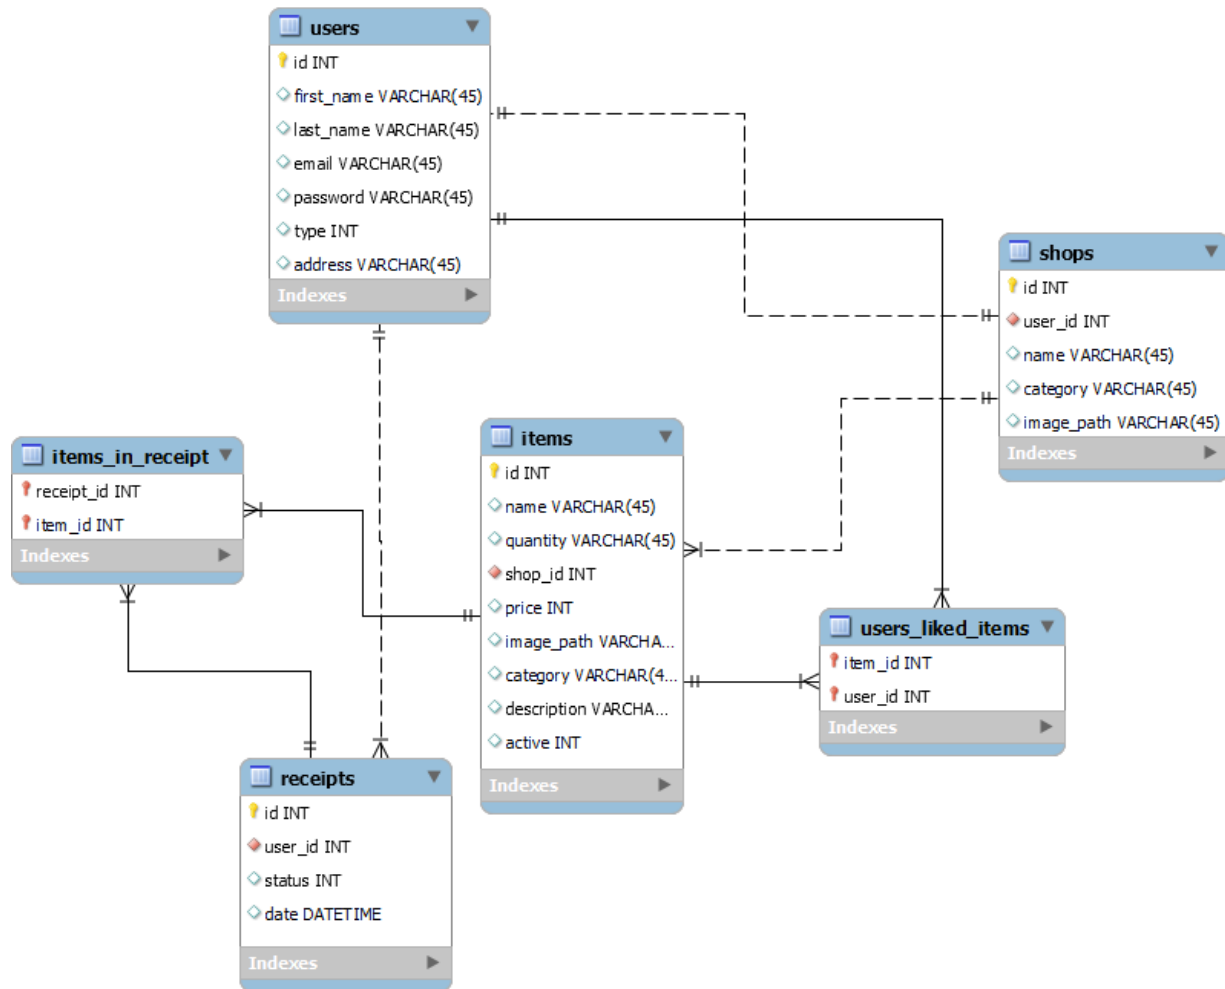 users
id INT
first_name VARCHAR(45)
last_name VARCHAR(45)
email VARCHAR(45)
password VARCHAR(45)
type INT
address VARCHAR(45)
Indexes
shops
id INT
user_id INT
name VARCHAR(45)
category VARCHAR(45)
image_path VARCHAR(45)
Indexes
items_in_receipt
receipt_id INT
item_id INT
Indexes
items
id INT
name VARCHAR(45)
quantity VARCHAR(45)
shop_id INT
price INT
image_path VARCHA...
category VARCHAR(4...
description VARCHA...
active INT
Indexes
users_liked_items
item_id INT
user_id INT
Indexes
receipts
id INT
user_id INT
status INT
date DATETIME
Indexes